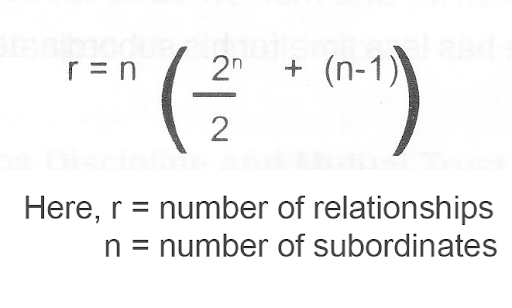 r = n ( 2ⁿ / 2 + (n-1) )
Here, r = number of relationships
n = number of subordinates